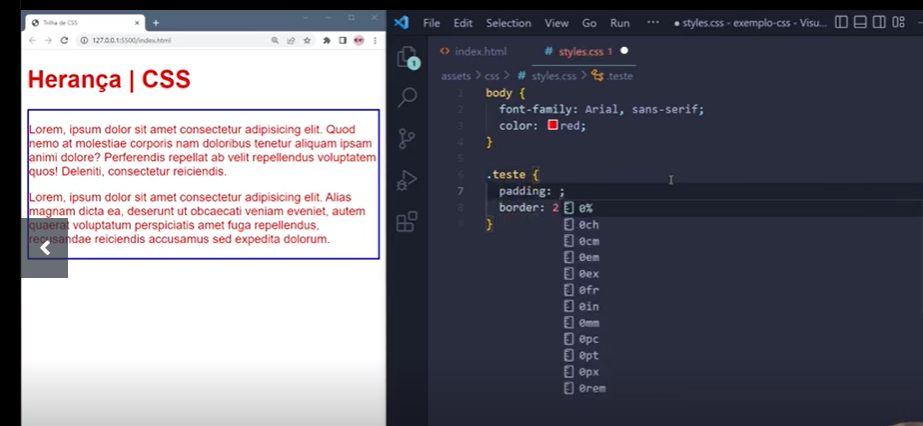 Trilha de CSS
127.0.0.1:5500/index.html
Herança | CSS
Lorem, ipsum dolor sit amet consectetur adipisicing elit. Quod
nemo at molestiae corporis nam doloribus tenetur aliquam ipsam
animi dolore? Perferendis repellat ab velit repellendus voluptatem
quos! Deleniti, consectetur reiciendis.
Lorem, ipsum dolor sit amet consectetur adipisicing elit. Alias
magnam dicta ea, deserunt ut obcaecati veniam eveniet, autem
quaerat voluptatum perspiciatis amet fuga repellendus,
recusandae reiciendis accusamus sed expedita dolorum.
File Edit Selection View Go Run ··· ● styles.css - exemplo-css - Visu...
1
<> index.html # styles.css 1 ●
assets > css > # styles.css > .teste
1 body {
2 font-family: Arial, sans-serif;
3 color: red;
4 }
5
6 .teste {
7 padding: ;
8 border: 2
9 }
0%
0ch
0cm
0em
0ex
0fr
0in
0mm
0pc
0pt
0px
0rem